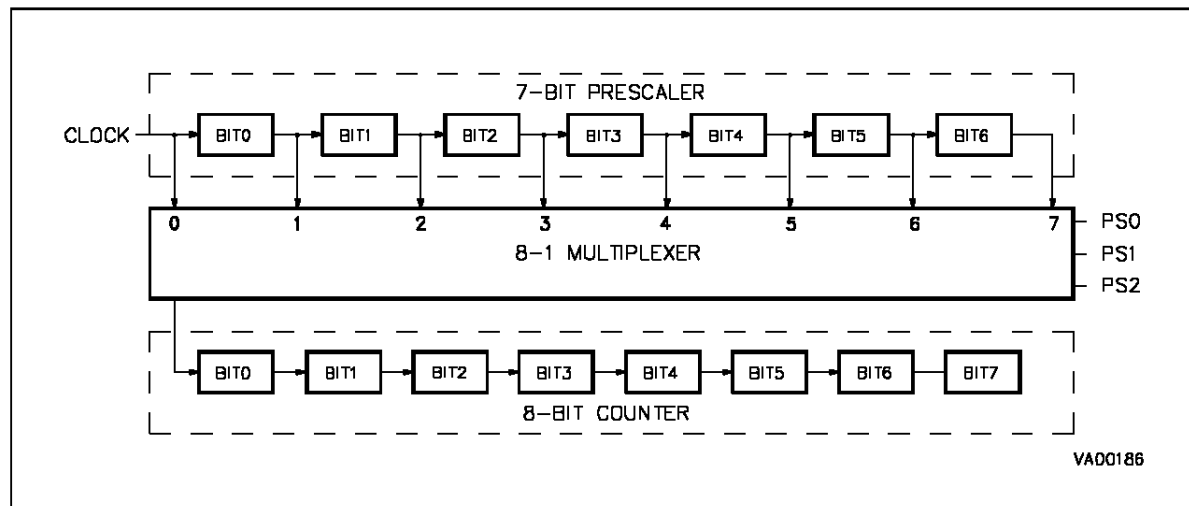 7-BIT PRESCALER
CLOCK BIT0 BIT1 BIT2 BIT3 BIT4 BIT5 BIT6
0 1 2 3 4 5 6 7
PS0
8-1 MULTIPLEXER
PS1
PS2
BIT0 BIT1 BIT2 BIT3 BIT4 BIT5 BIT6 BIT7
8-BIT COUNTER
VA00186